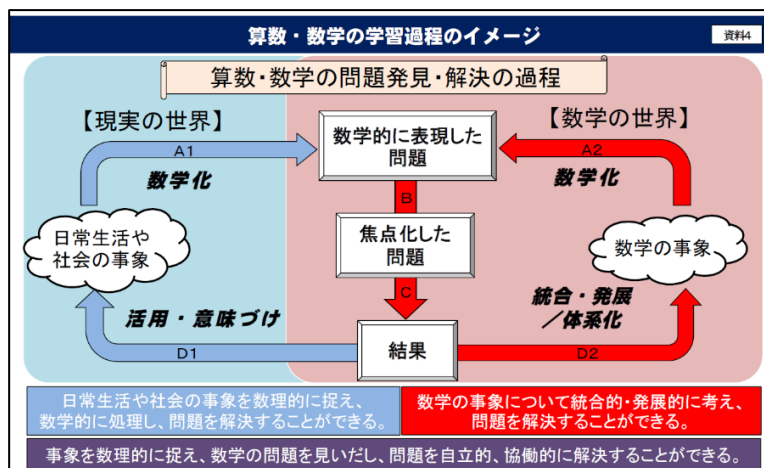 算数・数学の学習過程のイメージ
資料4
算数・数学の問題発見・解決の過程
【現実の世界】
【数学の世界】
A1
数学化
数学的に表現した
問題
A2
数学化
B
日常生活や
社会の事象
焦点化した
問題
数学の事象
C
活用・意味づけ
統合・発展
／体系化
D1
結果
D2
日常生活や社会の事象を数理的に捉え、
数学的に処理し、問題を解決することができる。
数学の事象について統合的・発展的に考え、
問題を解決することができる。
事象を数理的に捉え、数学の問題を見いだし、問題を自立的、協働的に解決することができる。